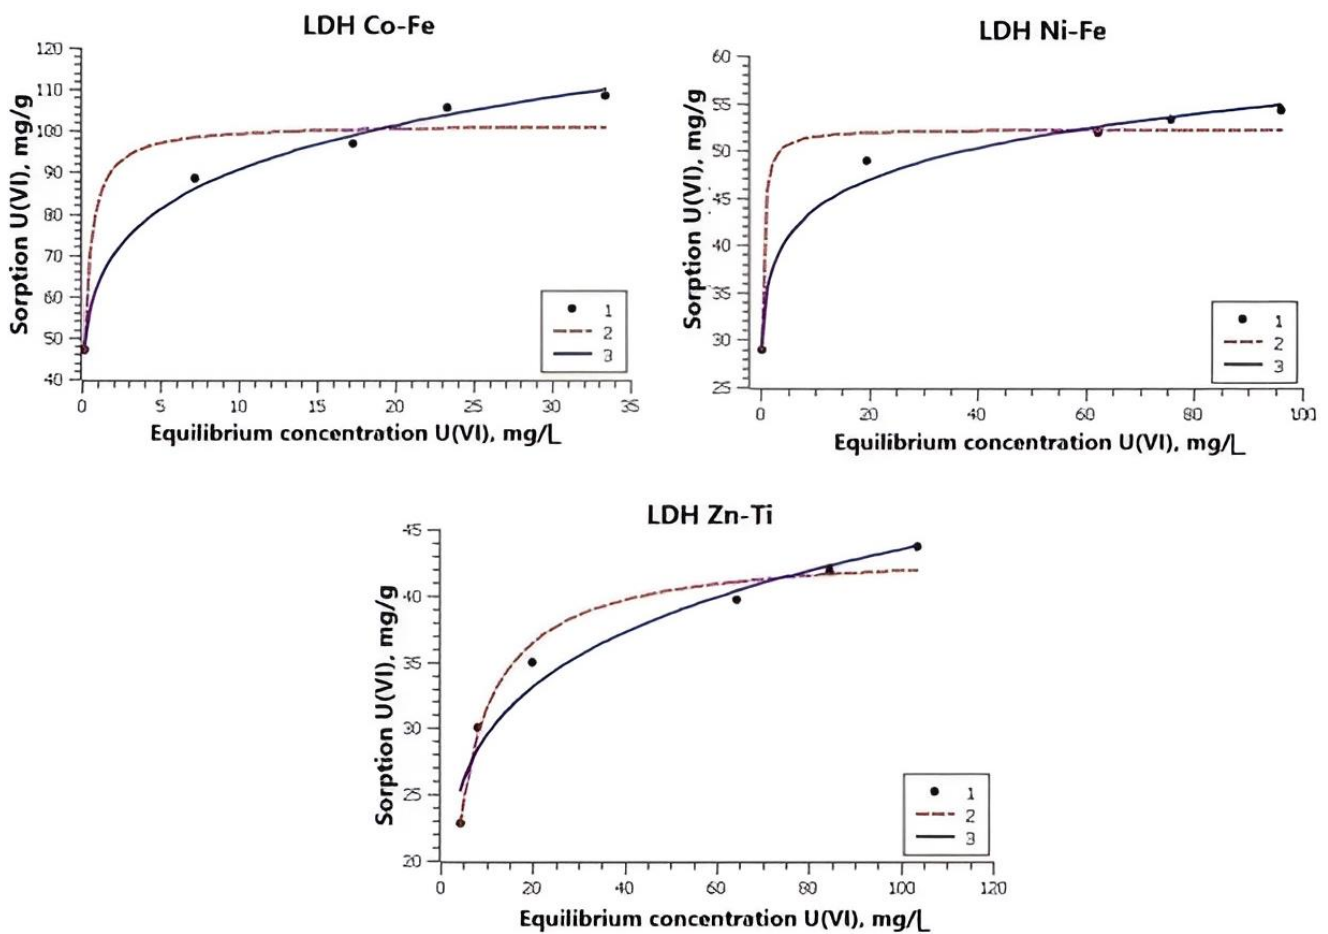 LDH Co-Fe
120
110
100
90
80
70
60
50
40
Sorption U(VI), mg/g
1
2
3
0 5 10 15 20 25 30 35
Equilibrium concentration U(VI), mg/L
LDH Ni-Fe
60
55
50
45
40
35
30
25
Sorption U(VI), mg/g
1
2
3
0 20 40 60 80 100
Equilibrium concentration U(VI), mg/L
LDH Zn-Ti
45
40
35
30
25
20
Sorption U(VI), mg/g
1
2
3
0 20 40 60 80 100 120
Equilibrium concentration U(VI), mg/L